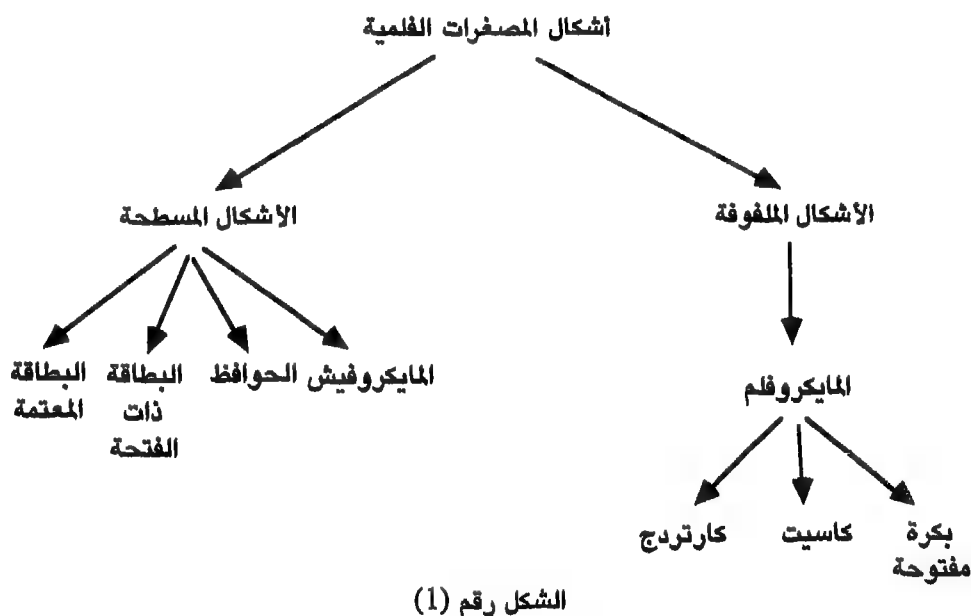 أشكال المصغرات الفلمية
الأشكال الملفوفة
الأشكال المسطحة
المايكروفلم
بكرة
مفتوحة
كاسيت
كارتردج
المايكروفيش
الحوافظ
البطاقة
ذات
الفتحة
البطاقة
المعتمة
الشكل رقم (1)